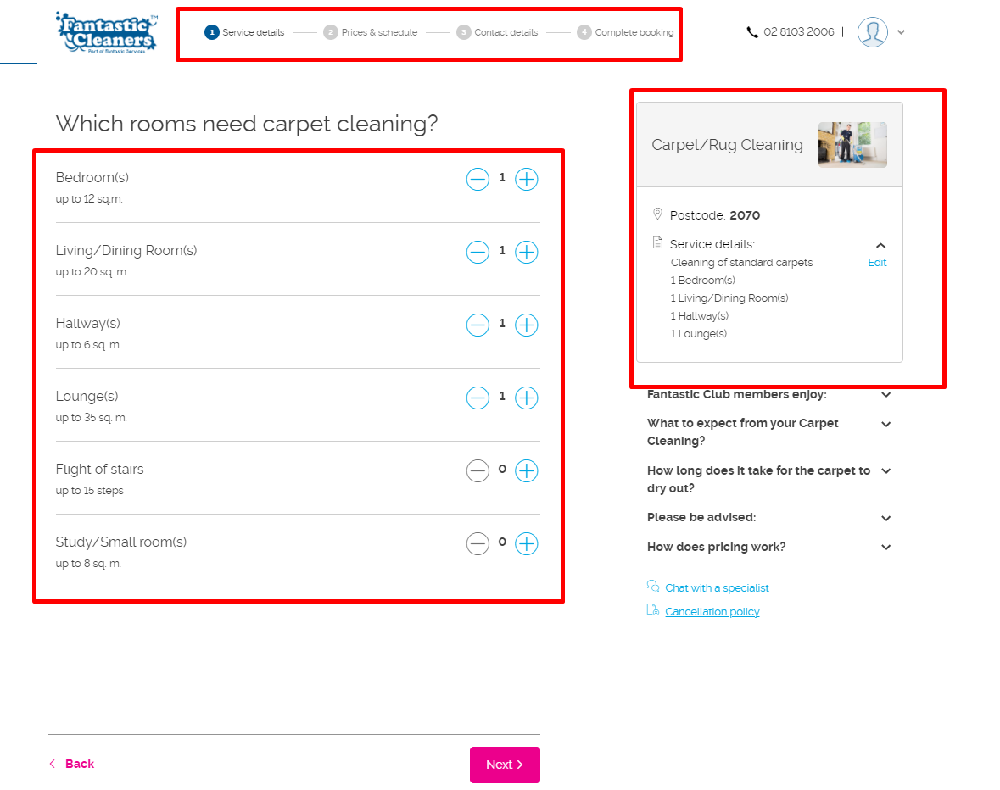 Fantastic
Cleaners
TM
Part of Fantastic Services
1 Service details
2 Prices & schedule
3 Contact details
4 Complete booking
02 8103 2006 |
Which rooms need carpet cleaning?
Bedroom(s)
1
up to 12 sq.m.
Living/Dining Room(s)
1
up to 20 sq. m.
Hallway(s)
1
up to 6 sq. m.
Lounge(s)
1
up to 35 sq. m.
Flight of stairs
0
up to 15 steps
Study/Small room(s)
0
up to 8 sq. m.
Back
Next
Carpet/Rug Cleaning
Postcode: 2070
Service details:
Cleaning of standard carpets
Edit
1 Bedroom(s)
1 Living/Dining Room(s)
1 Hallway(s)
1 Lounge(s)
Fantastic Club members enjoy:
What to expect from your Carpet
Cleaning?
How long does it take for the carpet to
dry out?
Please be advised:
How does pricing work?
Chat with a specialist
Cancellation policy